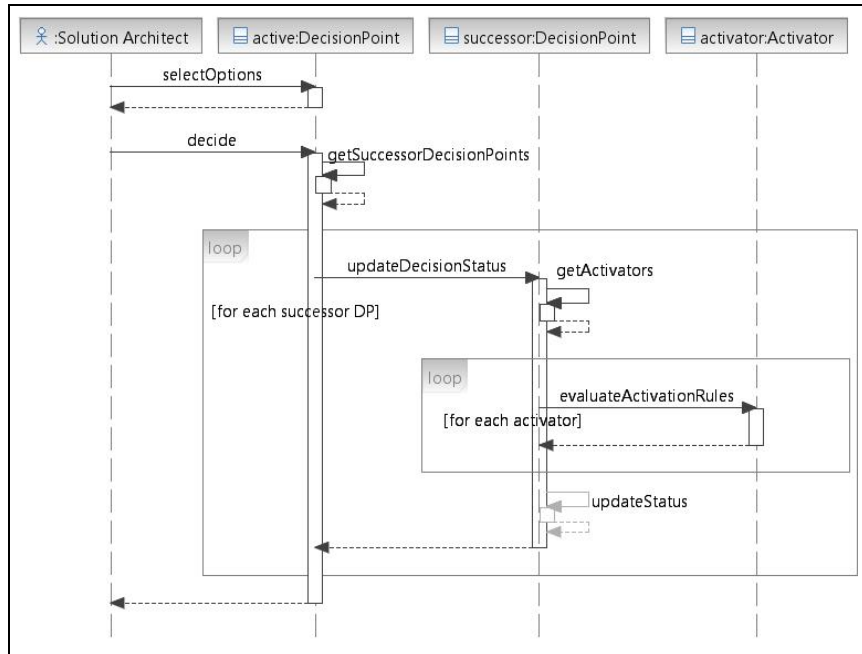 :Solution Architect
active:DecisionPoint
successor:DecisionPoint
activator:Activator
selectOptions
decide
getSuccessorDecisionPoints
loop
updateDecisionStatus
getActivators
[for each successor DP]
loop
evaluateActivationRules
[for each activator]
updateStatus